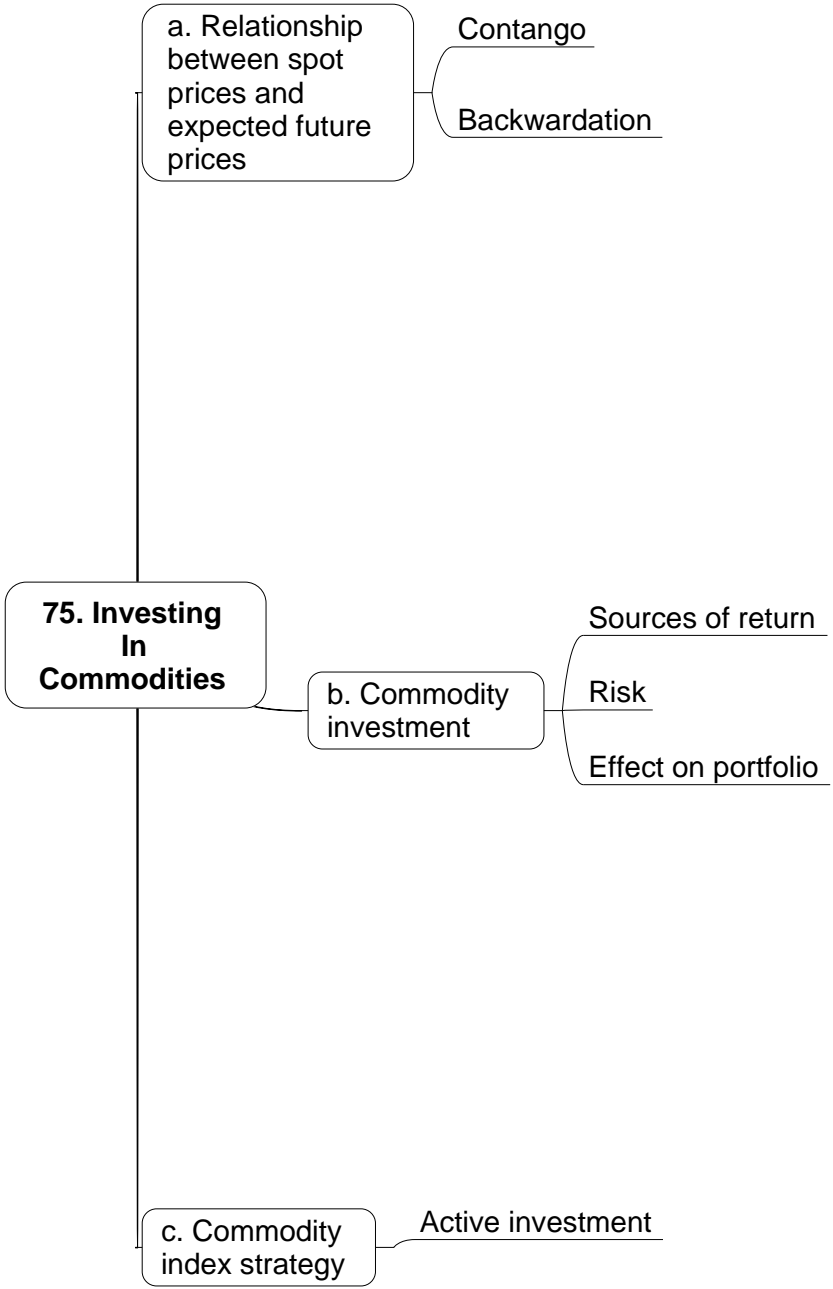 a. Relationship
between spot
prices and
expected future
prices
Contango
Backwardation
75. Investing
In
Commodities
b. Commodity
investment
Sources of return
Risk
Effect on portfolio
c. Commodity
index strategy
Active investment